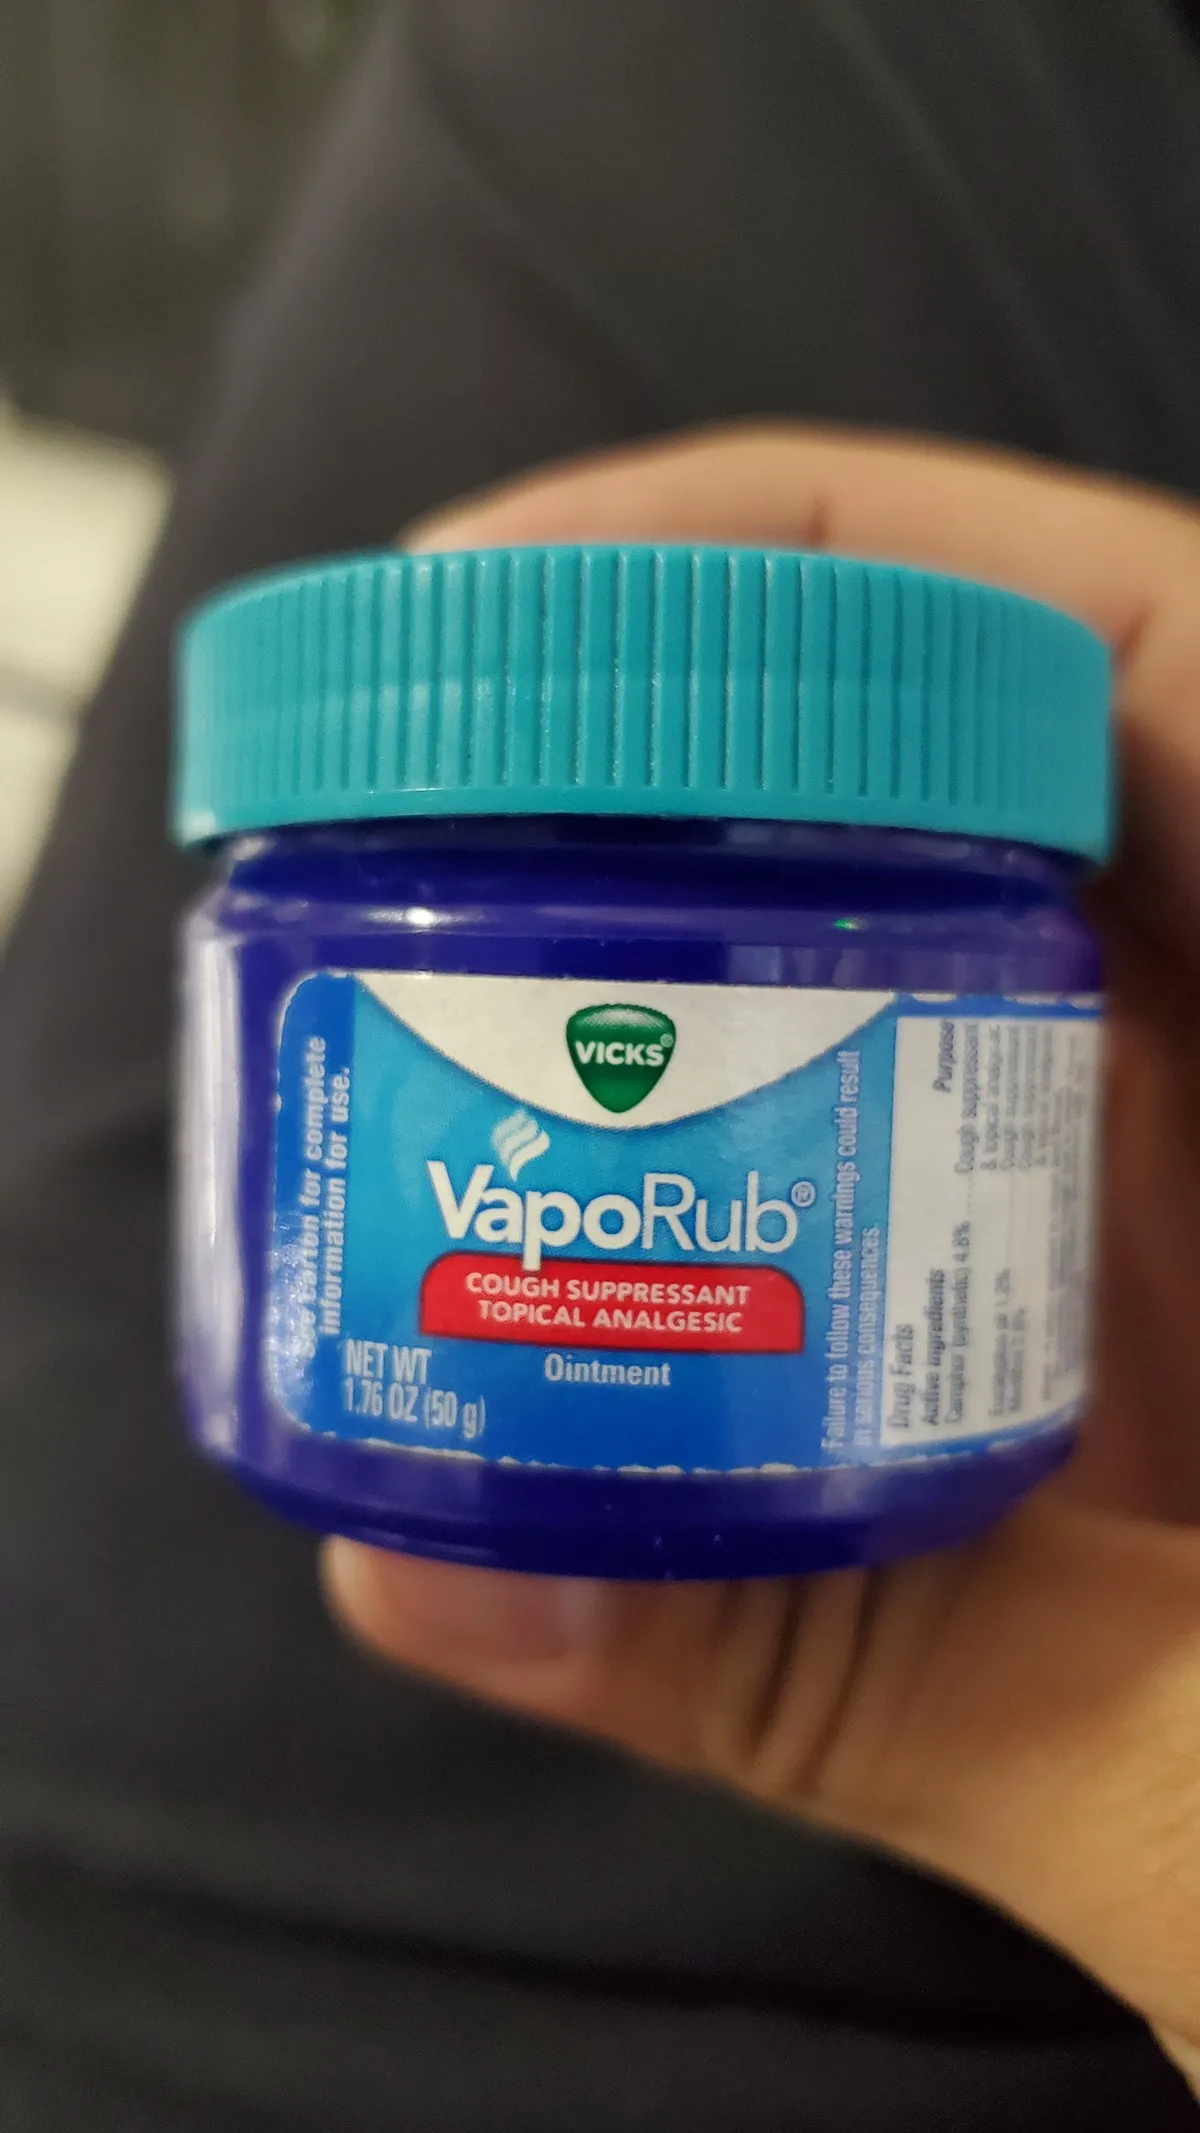 VICKS®
VapoRub®
COUGH SUPPRESSANT
TOPICAL ANALGESIC
Ointment
NET WT
1.76 OZ (50 g)
see carton for complete
information for use.
Failure to follow these warnings could result
in serious consequences.
Drug Facts
Active ingredients Purpose
Camphor (synthetic) 4.8% Cough suppressant
& topical analgesic